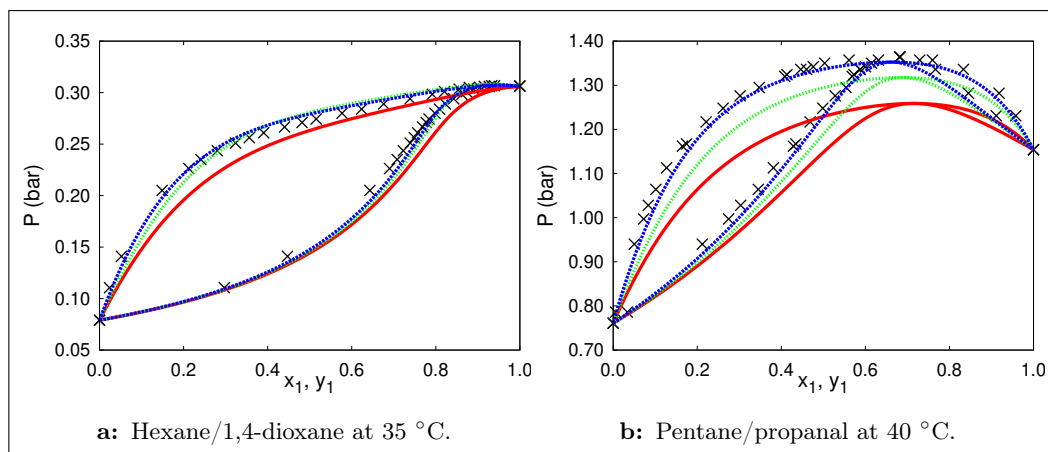 0.35
0.30
0.25
0.20
0.15
0.10
0.05
P (bar)
0.0 0.2 0.4 0.6 0.8 1.0
x1, y1
a: Hexane/1,4-dioxane at 35 °C.
1.40
1.30
1.20
1.10
1.00
0.90
0.80
0.70
P (bar)
0.0 0.2 0.4 0.6 0.8 1.0
x1, y1
b: Pentane/propanal at 40 °C.